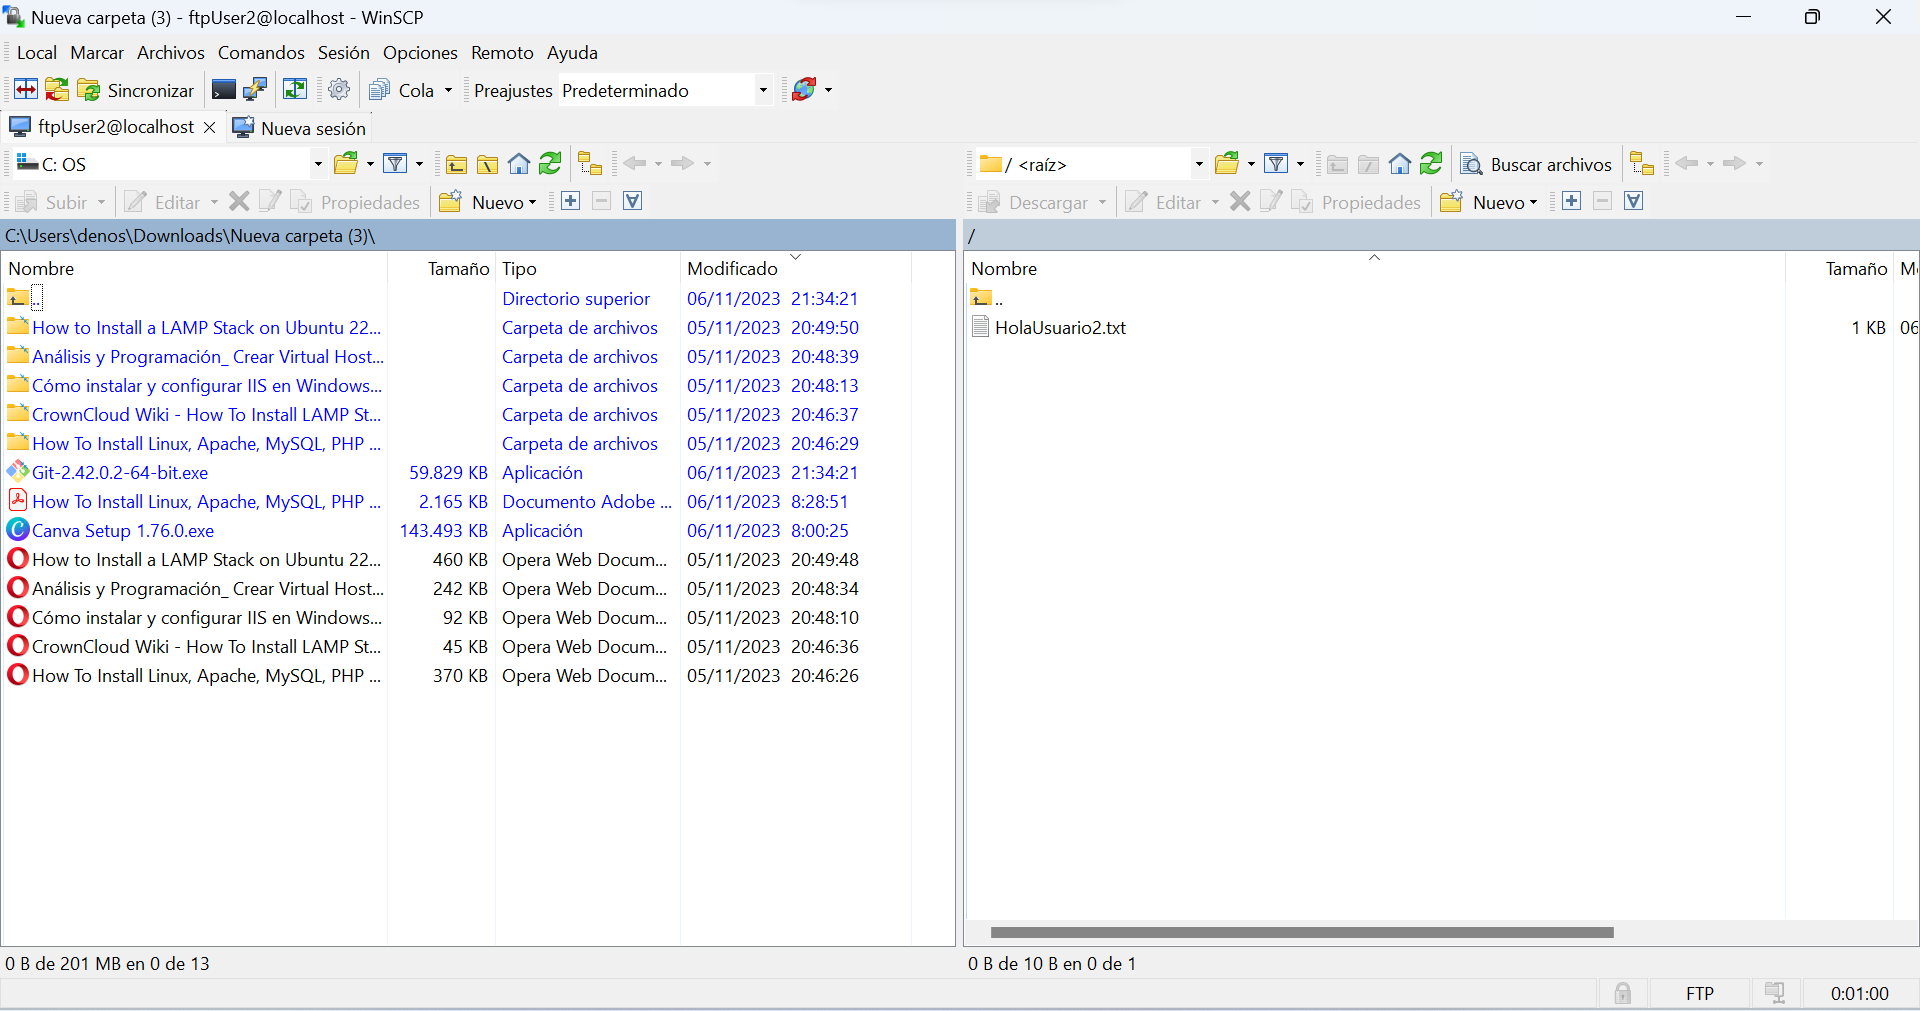 Nueva carpeta (3) - ftpUser2@localhost - WinSCP
Local Marcar Archivos Comandos Sesión Opciones Remoto Ayuda
Sincronizar Cola Preajustes Predeterminado
ftpUser2@localhost Nueva sesión
C: OS
/ <raíz> Buscar archivos
Subir Editar Propiedades Nuevo
Descargar Editar Propiedades Nuevo
C:\Users\denos\Downloads\Nueva carpeta (3)\
Nombre Tamaño Tipo Modificado
.. Directorio superior 06/11/2023 21:34:21
How to Install a LAMP Stack on Ubuntu 22... Carpeta de archivos 05/11/2023 20:49:50
Análisis y Programación_ Crear Virtual Host... Carpeta de archivos 05/11/2023 20:48:39
Cómo instalar y configurar IIS en Windows... Carpeta de archivos 05/11/2023 20:48:13
CrownCloud Wiki - How To Install LAMP St... Carpeta de archivos 05/11/2023 20:46:37
How To Install Linux, Apache, MySQL, PHP ... Carpeta de archivos 05/11/2023 20:46:29
Git-2.42.0.2-64-bit.exe 59.829 KB Aplicación 06/11/2023 21:34:21
How To Install Linux, Apache, MySQL, PHP ... 2.165 KB Documento Adobe ... 06/11/2023 8:28:51
Canva Setup 1.76.0.exe 143.493 KB Aplicación 06/11/2023 8:00:25
How to Install a LAMP Stack on Ubuntu 22... 460 KB Opera Web Docum... 05/11/2023 20:49:48
Análisis y Programación_ Crear Virtual Host... 242 KB Opera Web Docum... 05/11/2023 20:48:34
Cómo instalar y configurar IIS en Windows... 92 KB Opera Web Docum... 05/11/2023 20:48:10
CrownCloud Wiki - How To Install LAMP St... 45 KB Opera Web Docum... 05/11/2023 20:46:36
How To Install Linux, Apache, MySQL, PHP ... 370 KB Opera Web Docum... 05/11/2023 20:46:26
0 B de 201 MB en 0 de 13
/
Nombre Tamaño M
..
HolaUsuario2.txt 1 KB 06
0 B de 10 B en 0 de 1
FTP 0:01:00